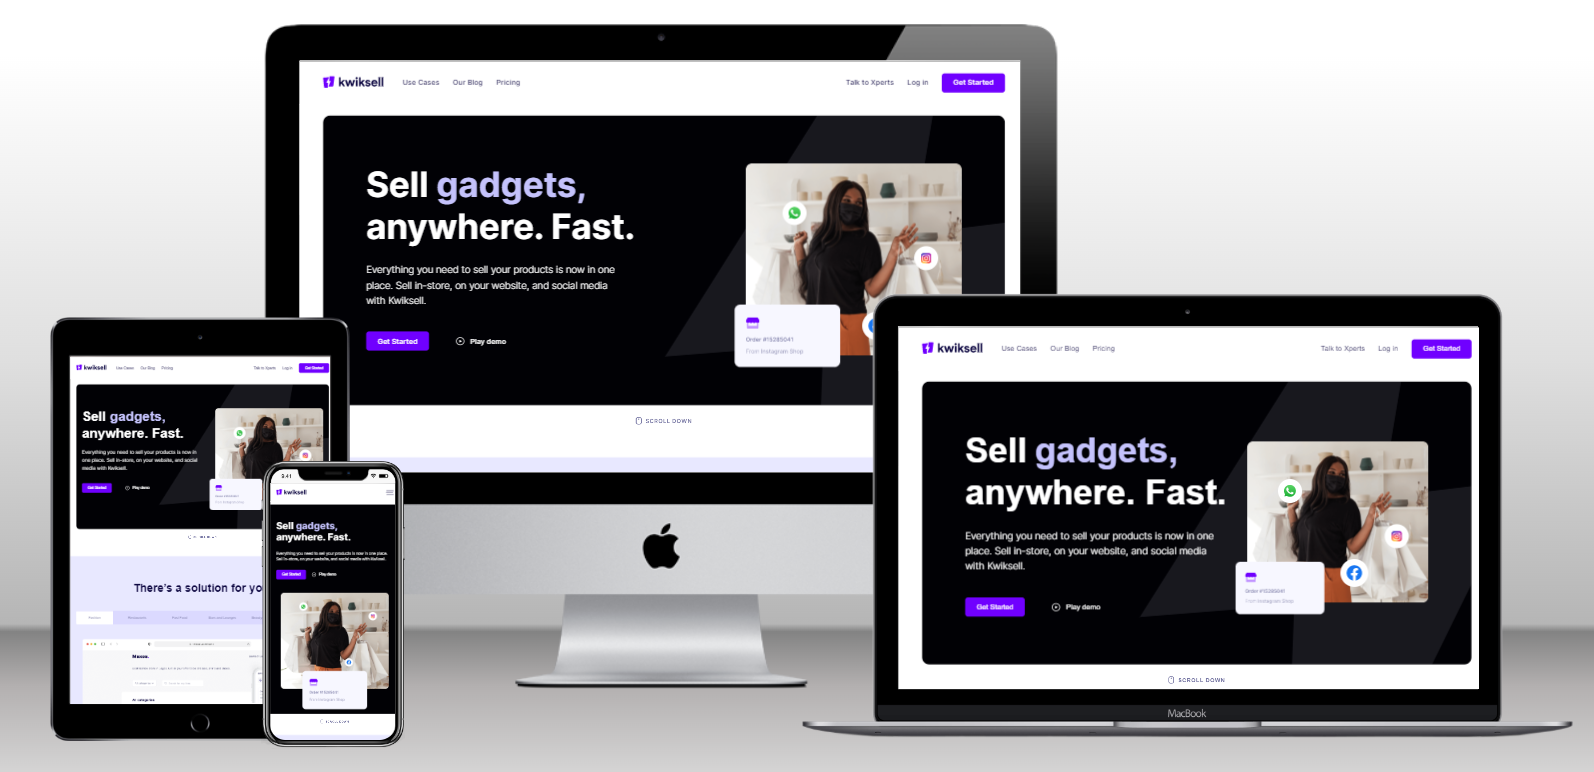 kwiksell Use Cases Our Blog Pricing Talk to Xperts Log in Get Started
Sell gadgets,
anywhere. Fast.
Everything you need to sell your products is now in one
place. Sell in-store, on your website, and social media
with Kwiksell.
Get Started Play demo
Order #15285041
From Instagram Shop
SCROLL DOWN
kwiksell Use Cases Our Blog Pricing Talk to Xperts Log in Get Started
Sell gadgets,
anywhere. Fast.
Everything you need to sell your products is now in
one place. Sell in-store, on your website, and social
media with Kwiksell.
Get Started Play demo
There's a solution for yo
9:41
kwiksell
Sell gadgets,
anywhere. Fast.
Everything you need to sell your products is now in one place.
Sell in-store, on your website, and social media with Kwiksell.
Get Started Play demo
SCROLL DOWN
kwiksell Use Cases Our Blog Pricing Talk to Xperts Log in Get Started
Sell gadgets,
anywhere. Fast.
Everything you need to sell your products is now in one
place. Sell in-store, on your website, and social media
with Kwiksell.
Get Started Play demo
Order #15285041
From Instagram Shop
SCROLL DOWN
MacBook